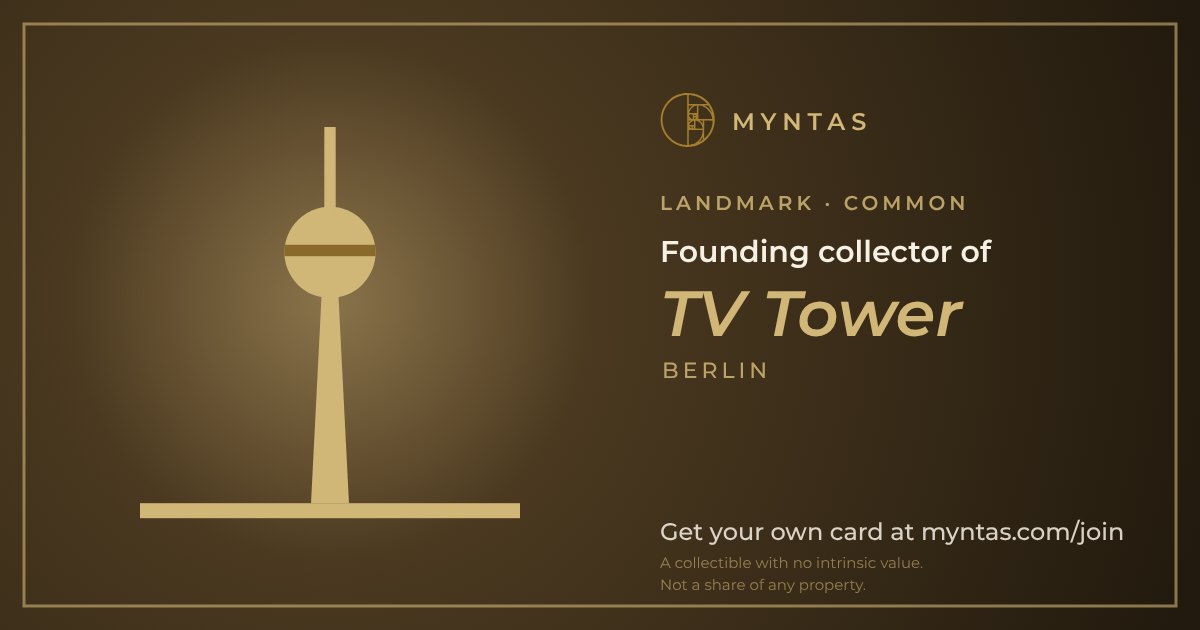 MYNTAS
LANDMARK · COMMON
Founding collector of
TV Tower
BERLIN
Get your own card at myntas.com/join
A collectible with no intrinsic value.
Not a share of any property.